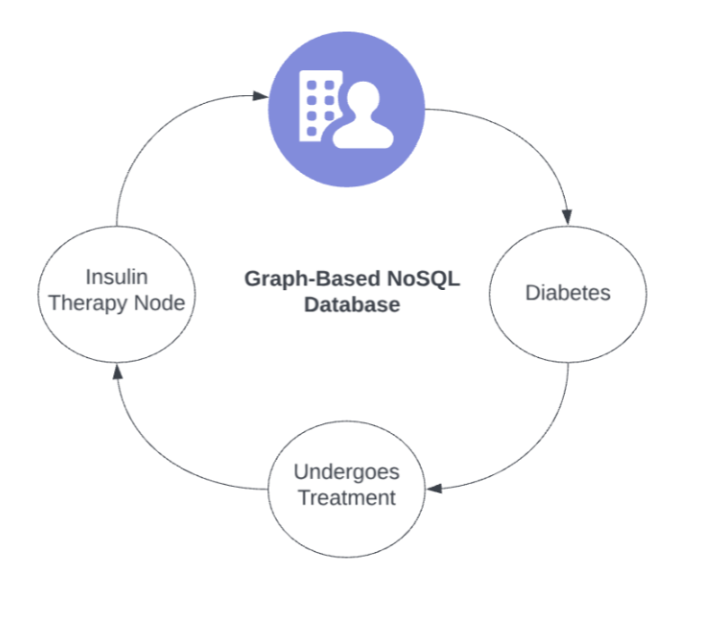 Insulin
Therapy Node
Graph-Based NoSQL
Database
Diabetes
Undergoes
Treatment